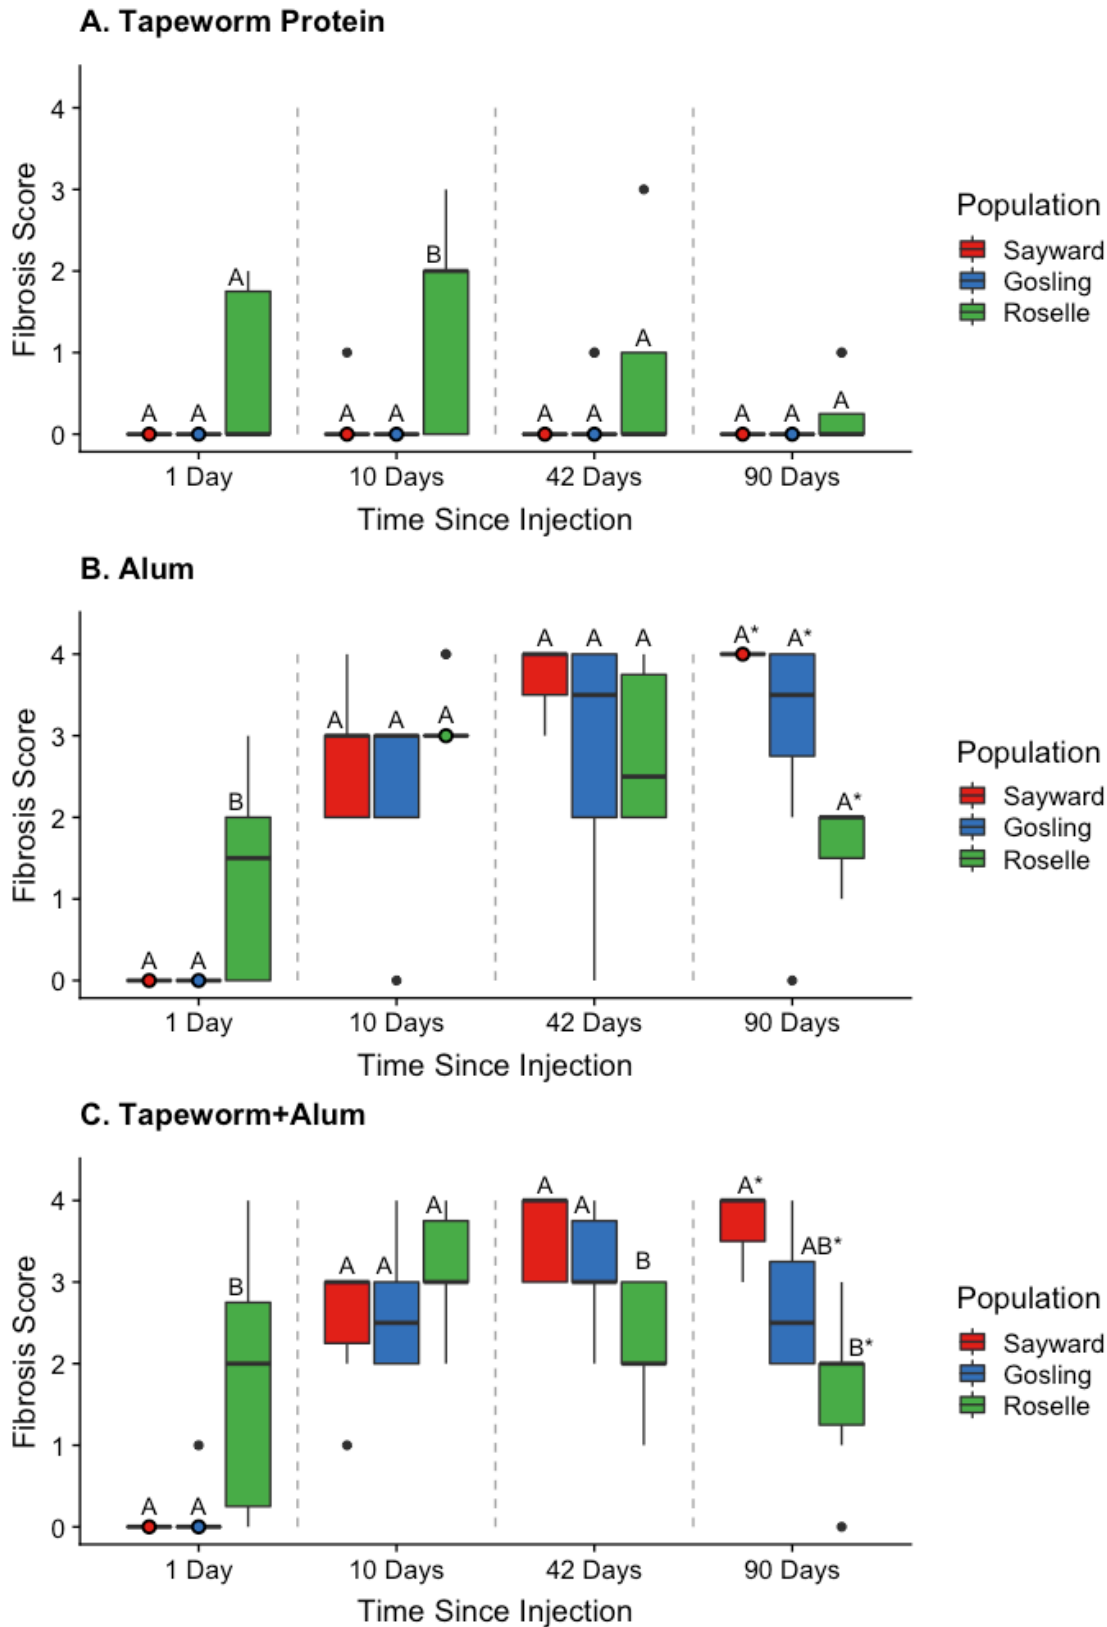 A. Tapeworm Protein
Fibrosis Score
4
3
2
1
0
A
A
A
A
A
B
A
A
A
A
A
A
1 Day
10 Days
42 Days
90 Days
Time Since Injection
Population
Sayward
Gosling
Roselle
B. Alum
Fibrosis Score
4
3
2
1
0
A
A
B
A
A
A
A
A
A
A*
A*
A*
1 Day
10 Days
42 Days
90 Days
Time Since Injection
Population
Sayward
Gosling
Roselle
C. Tapeworm+Alum
Fibrosis Score
4
3
2
1
0
A
A
B
A
A
A
A
A
B
A*
AB*
B*
1 Day
10 Days
42 Days
90 Days
Time Since Injection
Population
Sayward
Gosling
Roselle